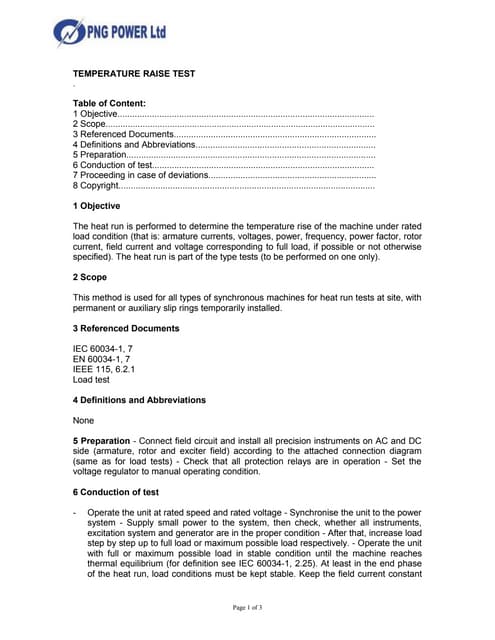 PNG POWER Ltd
TEMPERATURE RAISE TEST
.
Table of Content:
1 Objective.......................................................................................................
2 Scope............................................................................................................
3 Referenced Documents.................................................................................
4 Definitions and Abbreviations........................................................................
5 Preparation....................................................................................................
6 Conduction of test.........................................................................................
7 Proceeding in case of deviations...................................................................
8 Copyright.......................................................................................................
1 Objective
The heat run is performed to determine the temperature rise of the machine under rated
load condition (that is: armature currents, voltages, power, frequency, power factor, rotor
current, field current and voltage corresponding to full load, if possible or not otherwise
specified). The heat run is part of the type tests (to be performed on one only).
2 Scope
This method is used for all types of synchronous machines for heat run tests at site, with
permanent or auxiliary slip rings temporarily installed.
3 Referenced Documents
IEC 60034-1, 7
EN 60034-1, 7
IEEE 115, 6.2.1
Load test
4 Definitions and Abbreviations
None
5 Preparation - Connect field circuit and install all precision instruments on AC and DC
side (armature, rotor and exciter field) according to the attached connection diagram
(same as for load tests) - Check that all protection relays are in operation - Set the
voltage regulator to manual operating condition.
6 Conduction of test
- Operate the unit at rated speed and rated voltage - Synchronise the unit to the power
system - Supply small power to the system, then check, whether all instruments,
excitation system and generator are in the proper condition - After that, increase load
step by step up to full load or maximum possible load respectively. - Operate the unit
with full or maximum possible load in stable condition until the machine reaches
thermal equilibrium (for definition see IEC 60034-1, 2.25). At least in the end phase
of the heat run, load conditions must be kept stable. Keep the field current constant
Page 1 of 3